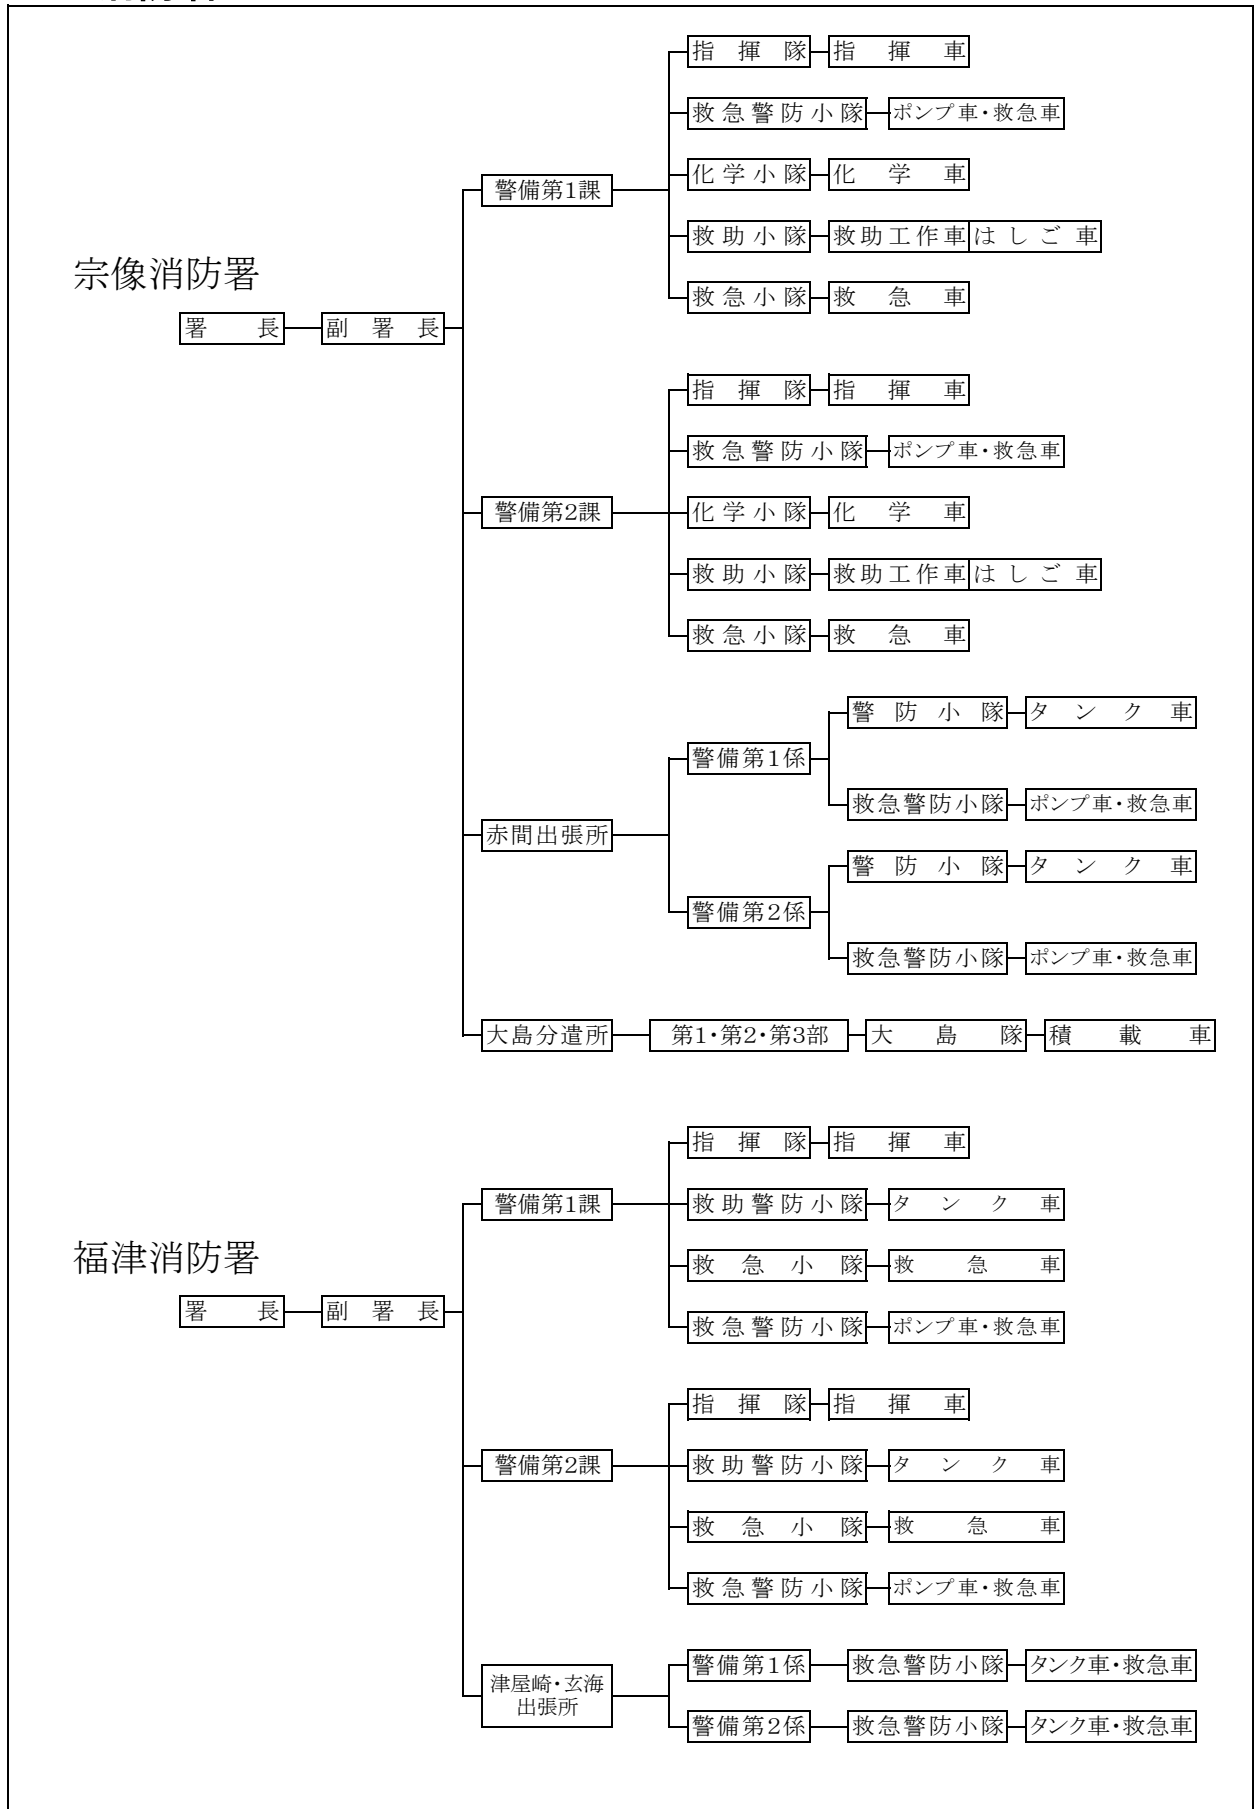 指揮隊 指揮車
救急警防小隊 ポンプ車・救急車
化学小隊 化学車
警備第1課
救助小隊 救助工作車 はしご車
宗像消防署
救急小隊 救急車
署長 副署長
指揮隊 指揮車
救急警防小隊 ポンプ車・救急車
警備第2課 化学小隊 化学車
救助小隊 救助工作車 はしご車
救急小隊 救急車
警防小隊 タンク車
警備第1係
救急警防小隊 ポンプ車・救急車
赤間出張所
警防小隊 タンク車
警備第2係
救急警防小隊 ポンプ車・救急車
大島分遣所 第1・第2・第3部 大島隊 積載車
指揮隊 指揮車
警備第1課 救助警防小隊 タンク車
福津消防署
救急小隊 救急車
署長 副署長
救急警防小隊 ポンプ車・救急車
指揮隊 指揮車
警備第2課 救助警防小隊 タンク車
救急小隊 救急車
救急警防小隊 ポンプ車・救急車
警備第1係 救急警防小隊 タンク車・救急車
津屋崎・玄海
出張所
警備第2係 救急警防小隊 タンク車・救急車